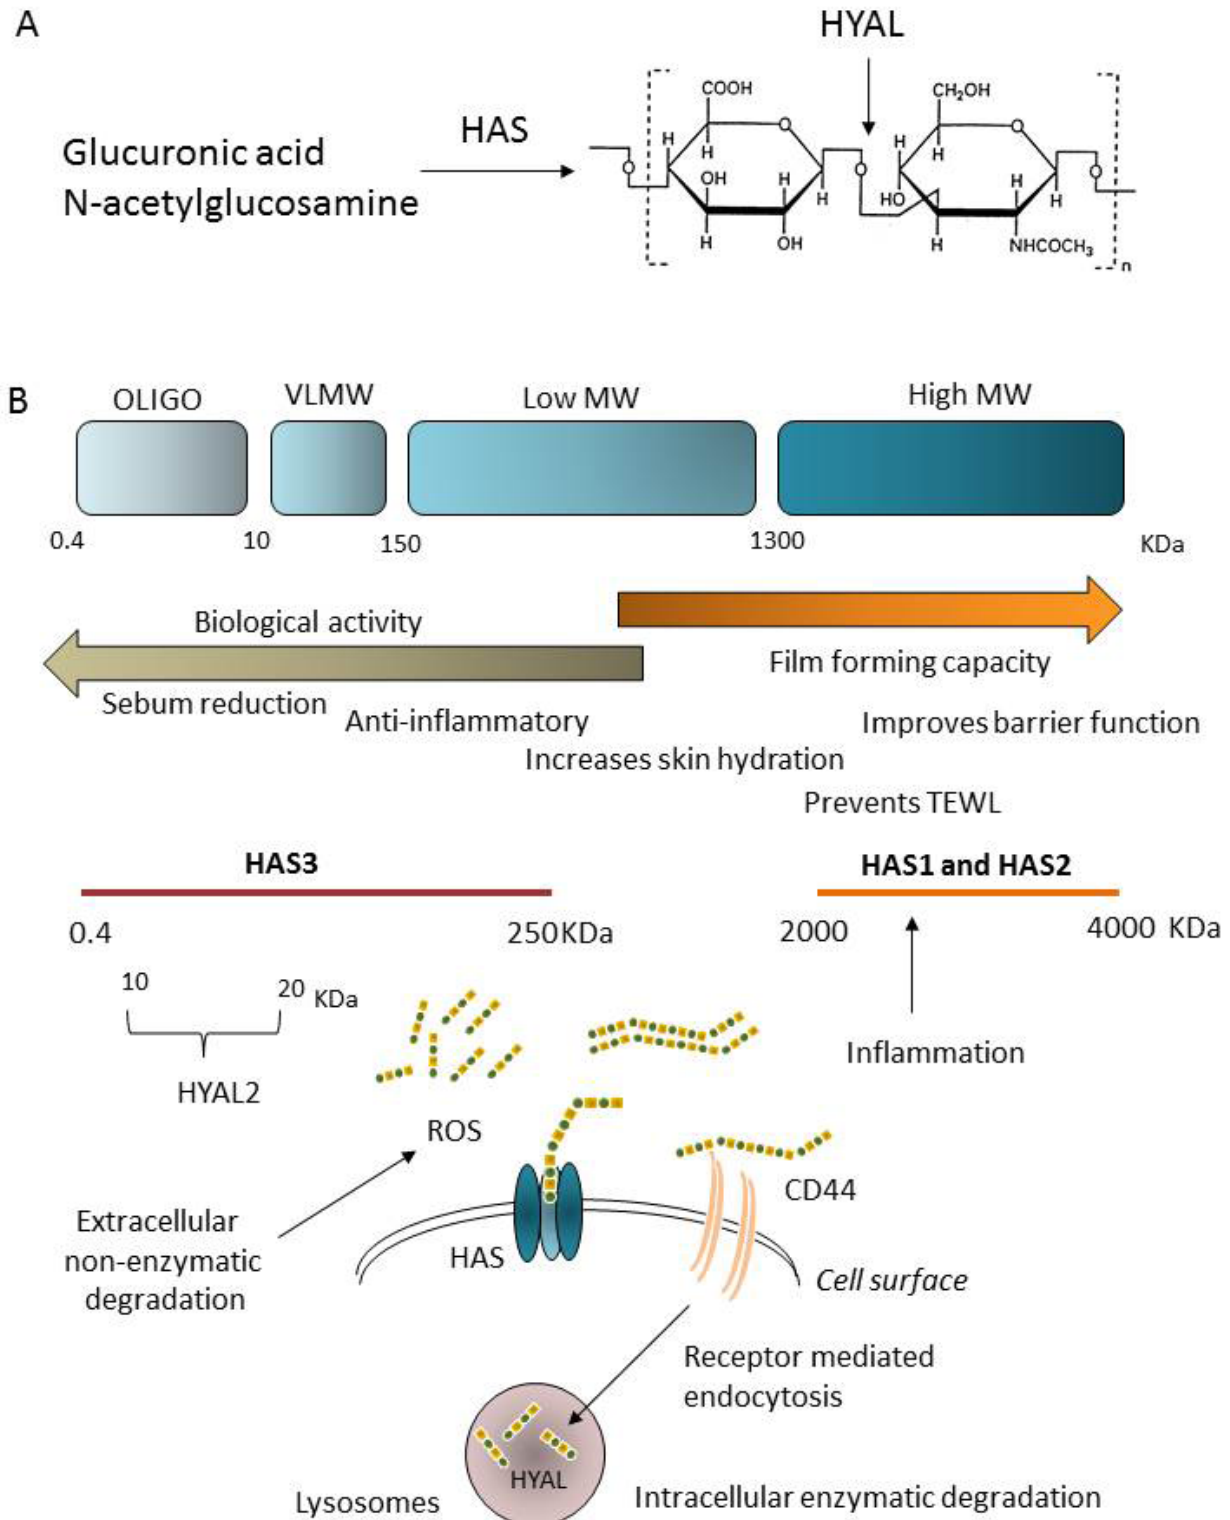 A
HYAL
HAS
Glucuronic acid
N-acetylglucosamine
COOH
CH₂OH
O
O
H
H
H
H
O
O
O
OH
H
H
HO
H
H
H
OH
H
NHCOCH₃
n
B
OLIGO
VLMW
Low MW
High MW
0.4
10
150
1300
KDa
Biological activity
Film forming capacity
Sebum reduction
Anti-inflammatory
Improves barrier function
Increases skin hydration
Prevents TEWL
HAS3
HAS1 and HAS2
0.4
250KDa
2000
4000 KDa
10
20 KDa
Inflammation
HYAL2
ROS
CD44
Extracellular
non-enzymatic
degradation
HAS
Cell surface
Receptor mediated
endocytosis
HYAL
Lysosomes
Intracellular enzymatic degradation